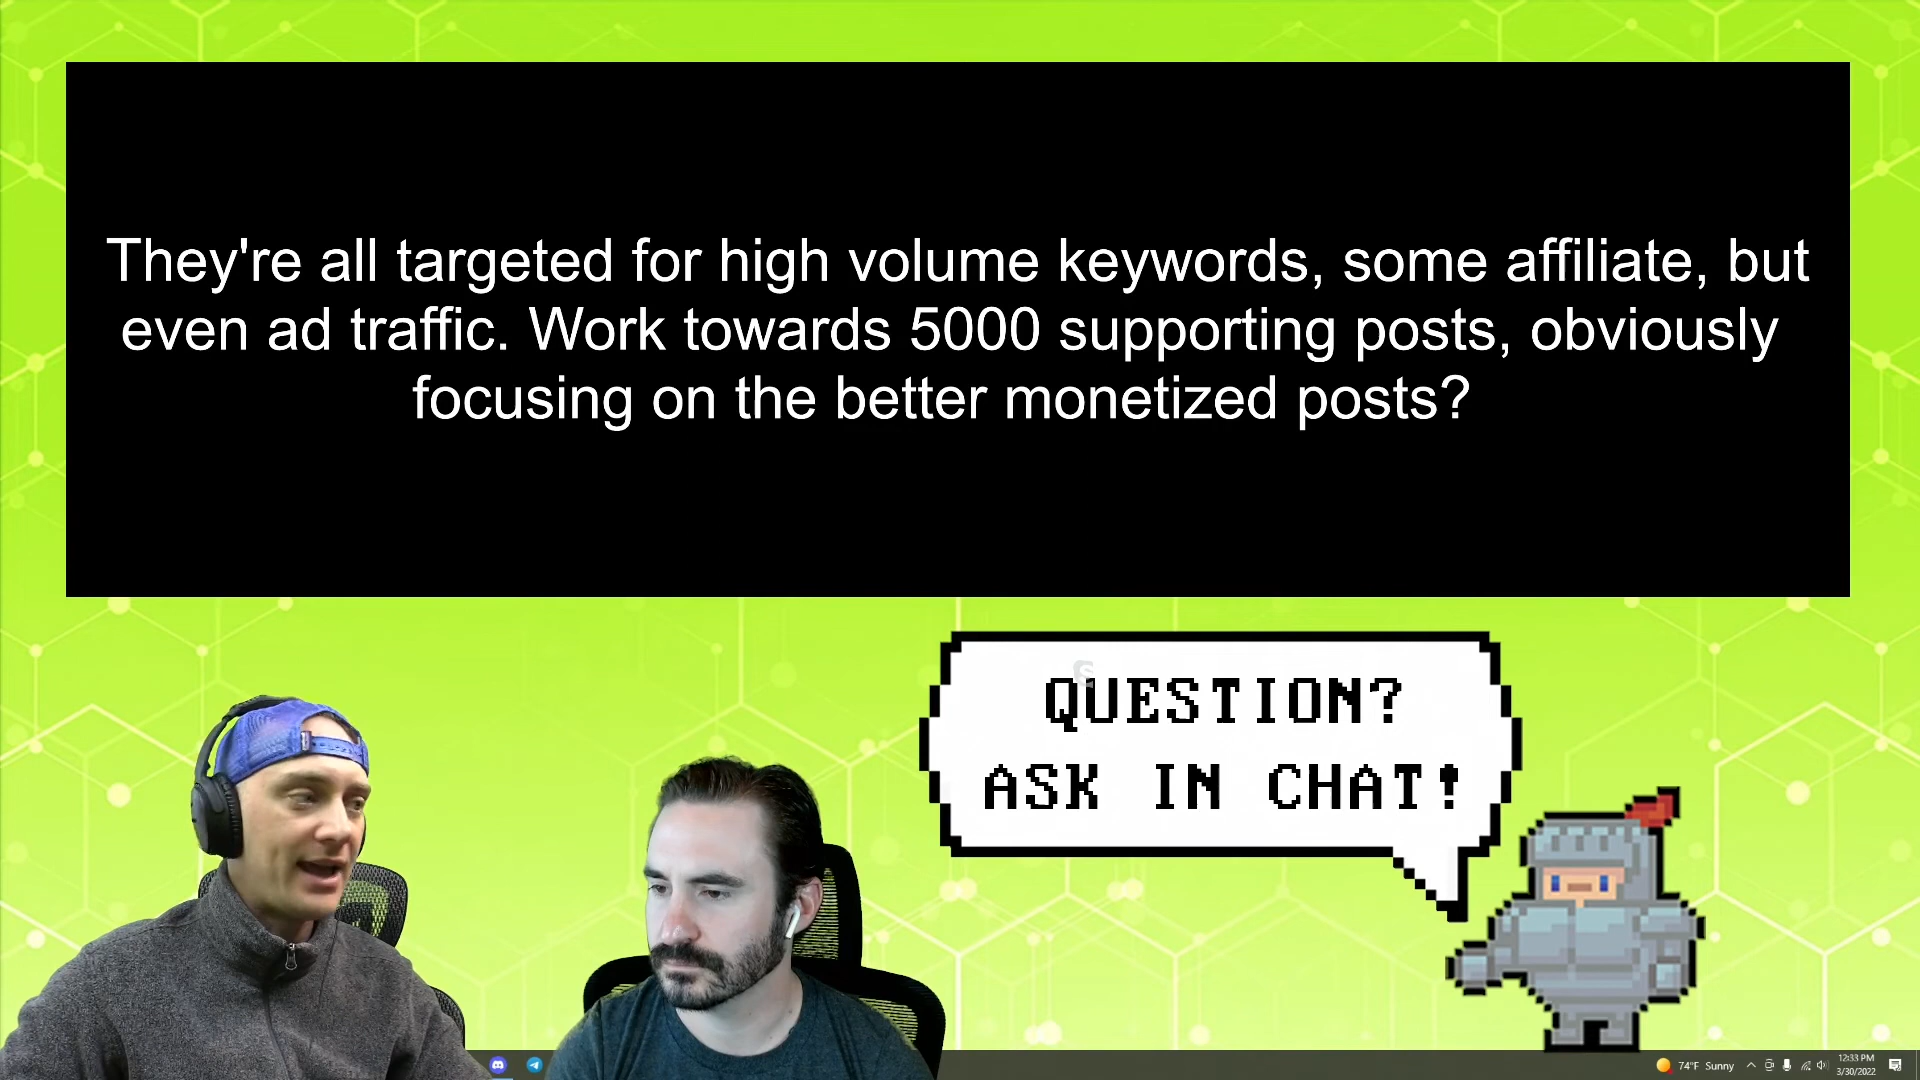 They're all targeted for high volume keywords, some affiliate, but
even ad traffic. Work towards 5000 supporting posts, obviously
focusing on the better monetized posts?
QUESTION?
ASK IN CHAT!
74°F Sunny
12:33 PM
3/30/2022